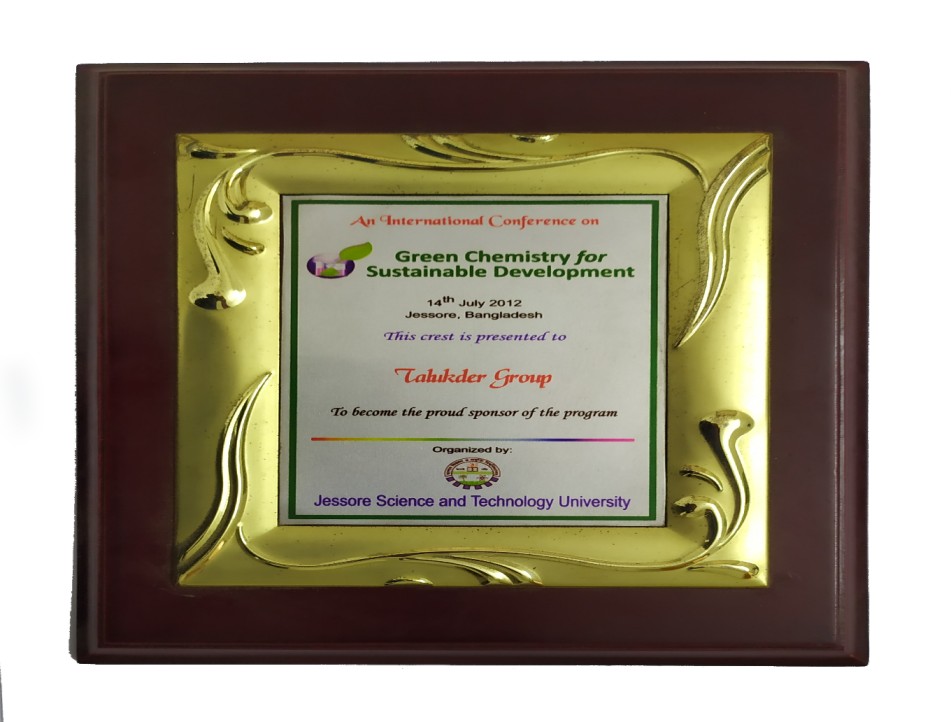 An International Conference on
Green Chemistry for
Sustainable Development
14th July 2012
Jessore, Bangladesh
This crest is presented to
Talukder Group
To become the proud sponsor of the program
Organized by:
Jessore Science and Technology University